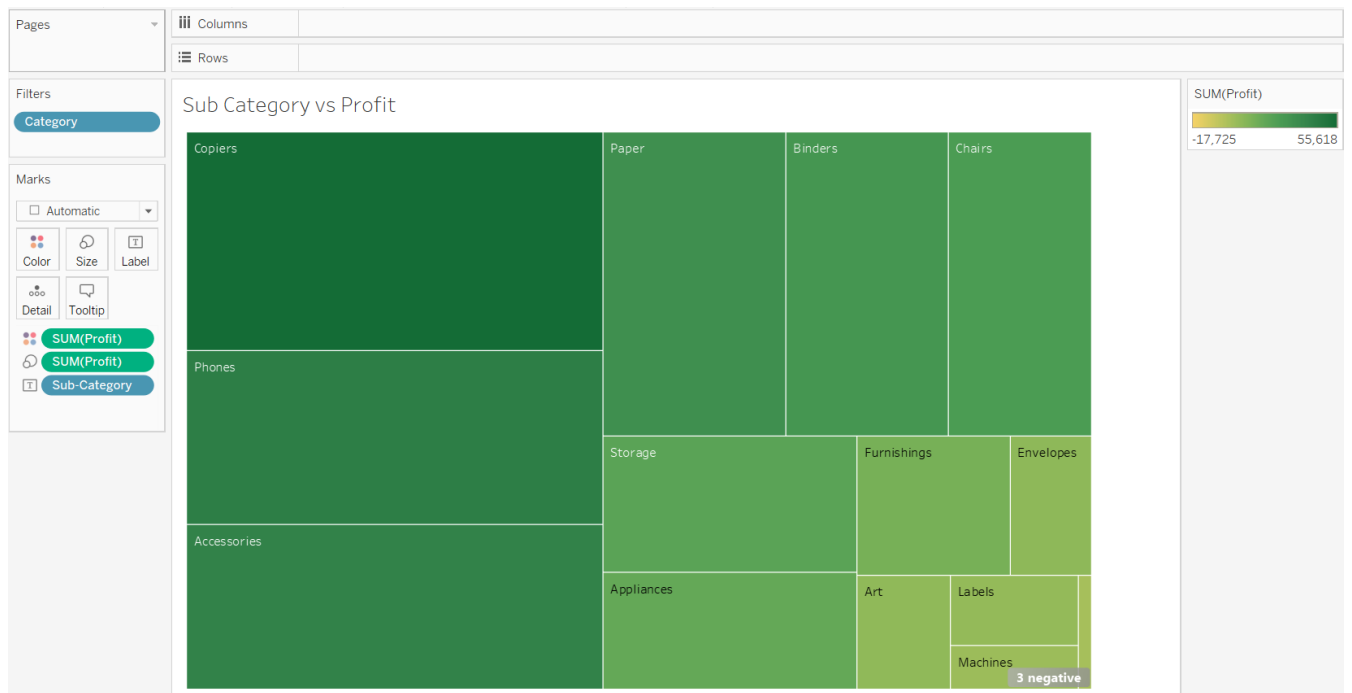 Pages
Columns
Rows
Filters
Category
Marks
Automatic
Color Size Label
Detail Tooltip
SUM(Profit)
SUM(Profit)
T Sub-Category
Sub Category vs Profit
Copiers Paper Binders Chairs
Phones
Storage Furnishings Envelopes
Accessories
Appliances Art Labels
Machines
3 negative
SUM(Profit)
-17,725 55,618